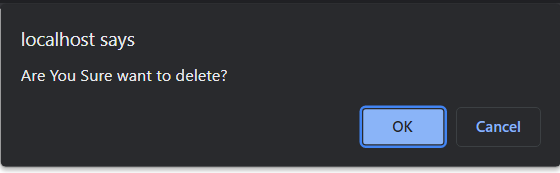 localhost says
Are You Sure want to delete?
OK Cancel